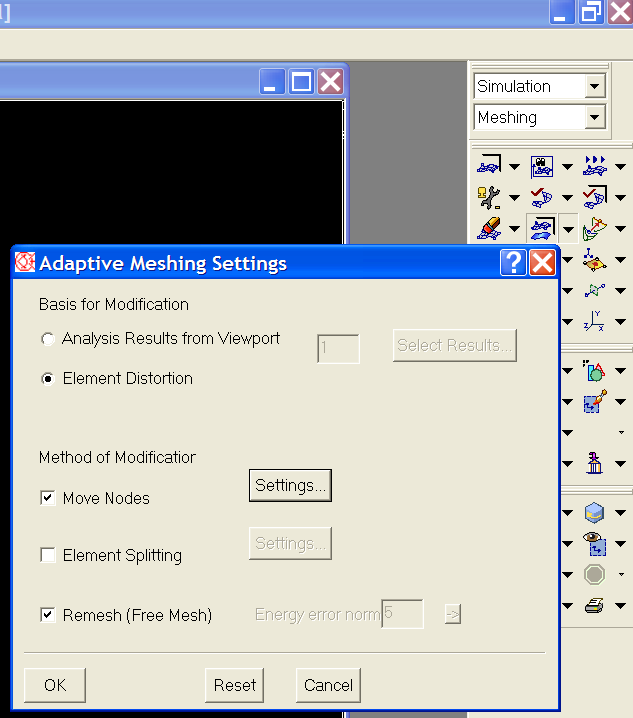 ]
Simulation
Meshing
Adaptive Meshing Settings
Basis for Modification
Analysis Results from Viewport
1
Select Results...
Element Distortion
Method of Modificatior
Settings...
Move Nodes
Settings...
Element Splitting
Remesh (Free Mesh)
Energy error norm
5
->
OK
Reset
Cancel